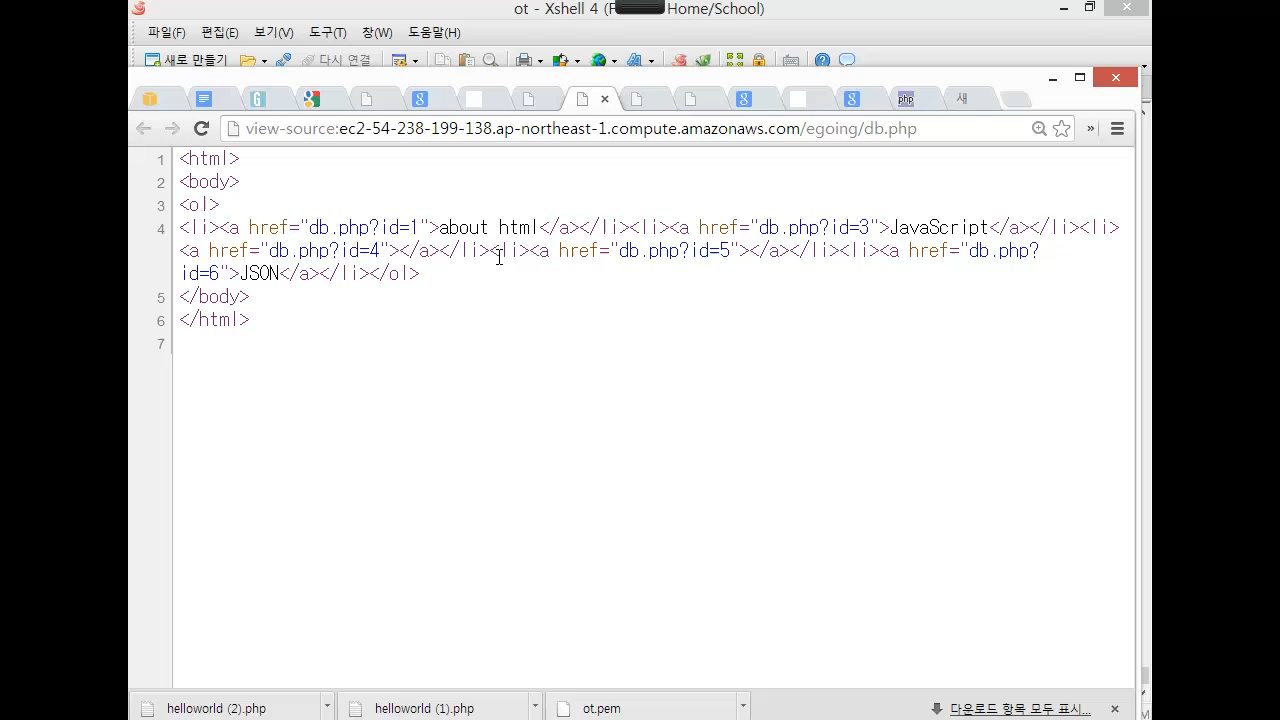 ot - Xshell 4 (F Home/School)
파일(F) 편집(E) 보기(V) 도구(T) 창(W) 도움말(H)
새로 만들기 다시 연결
php 새
view-source:ec2-54-238-199-138.ap-northeast-1.compute.amazonaws.com/egoing/db.php
1 <html>
2 <body>
3 <ol>
4 <li><a href="db.php?id=1">about html</a></li><li><a href="db.php?id=3">JavaScript</a></li><li>
<a href="db.php?id=4"></a></li><li><a href="db.php?id=5"></a></li><li><a href="db.php?
id=6">JSON</a></li></ol>
5 </body>
6 </html>
7
helloworld (2).php helloworld (1).php ot.pem 다운로드 항목 모두 표시...